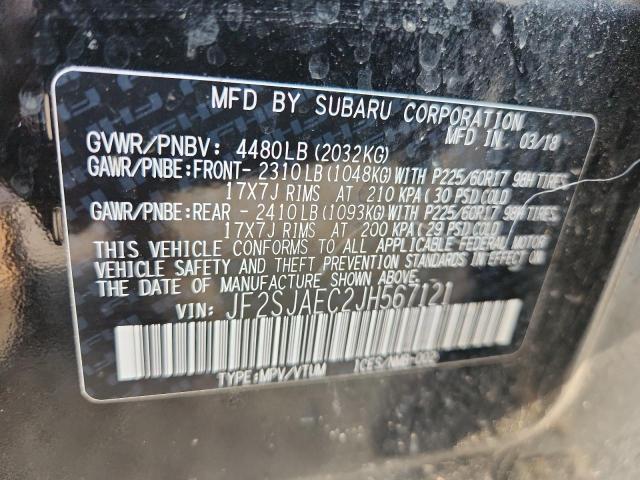 MFD BY SUBARU CORPORATION
MFD IN 03/18
GVWR/PNBV: 4480LB(2032KG)
GAWR/PNBE:FRONT-2310LB(1048KG)WITH P225/60R17 98H TIRES
17X7J RIMS AT 210 KPA(30 PSI)COLD
GAWR/PNBE:REAR -2410LB(1093KG)WITH P225/60R17 98H TIRES
17X7J RIMS AT 200 KPA(29 PSI)COLD
THIS VEHICLE CONFORMS TO ALL APPLICABLE FEDERAL MOTOR
VEHICLE SAFETY AND THEFT PREVENTION STANDARDS
IN EFFECT ON THE DATE OF MANUFACTURE SHOWN ABOVE.
VIN: JF2SJAEC2JH567121
TYPE:MPV/VTUM ICES/NMB-002